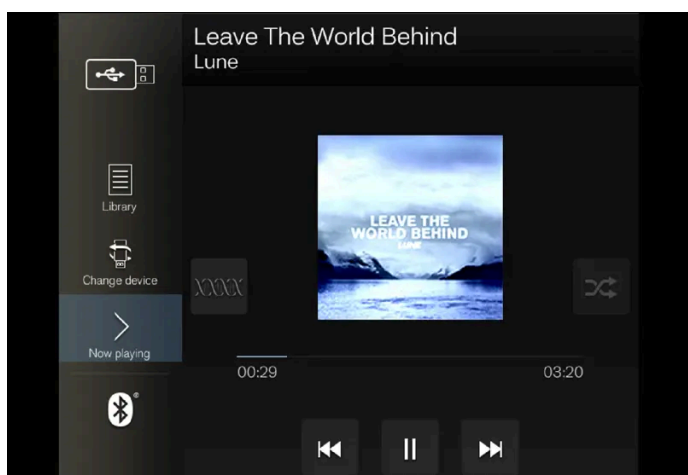 Leave The World Behind
Lune
Library
LEAVE THE
WORLD BEHIND
LUNE
Change device
XXXX
Now playing
00:29
03:20